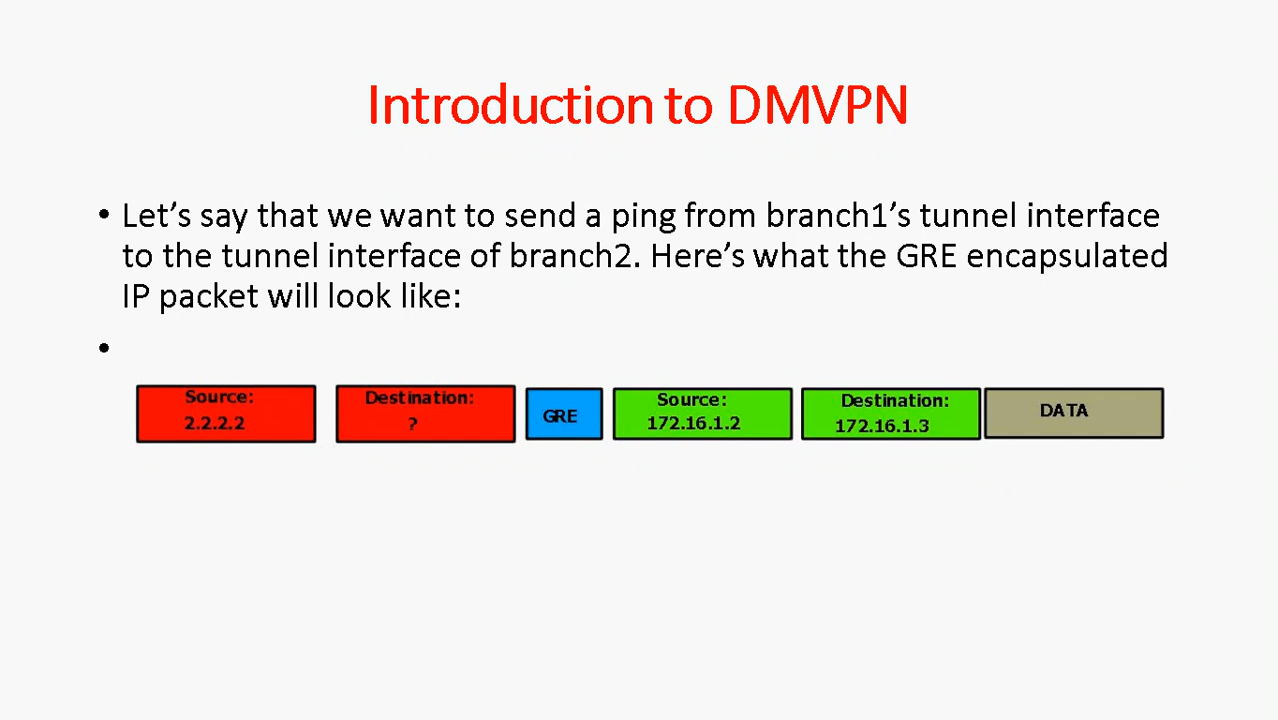 Introduction to DMVPN
• Let’s say that we want to send a ping from branch1’s tunnel interface
to the tunnel interface of branch2. Here’s what the GRE encapsulated
IP packet will look like:
•
Source:
2.2.2.2
Destination:
?
GRE
Source:
172.16.1.2
Destination:
172.16.1.3
DATA